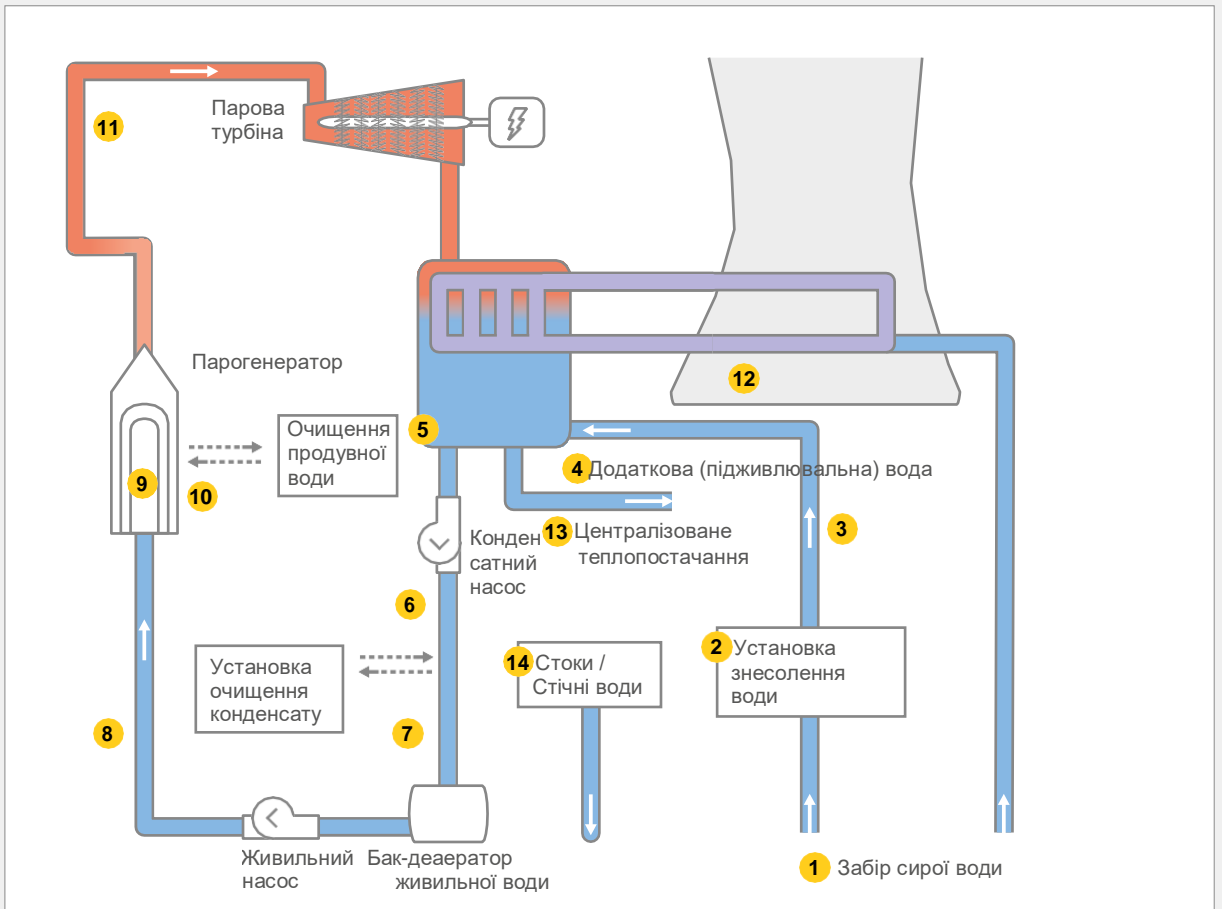 11
Парова
турбіна
Парогенератор
12
Очищення
продувної
води
5
9
10
4 Додаткова (підживлювальна) вода
13 Централізоване
теплопостачання
3
Конден
сатний
насос
6
Установка
очищення
конденсату
14 Стоки /
Стічні води
2 Установка
знесолення
води
7
8
Живильний
насос
Бак-деаератор
живильної води
1 Забір сирої води